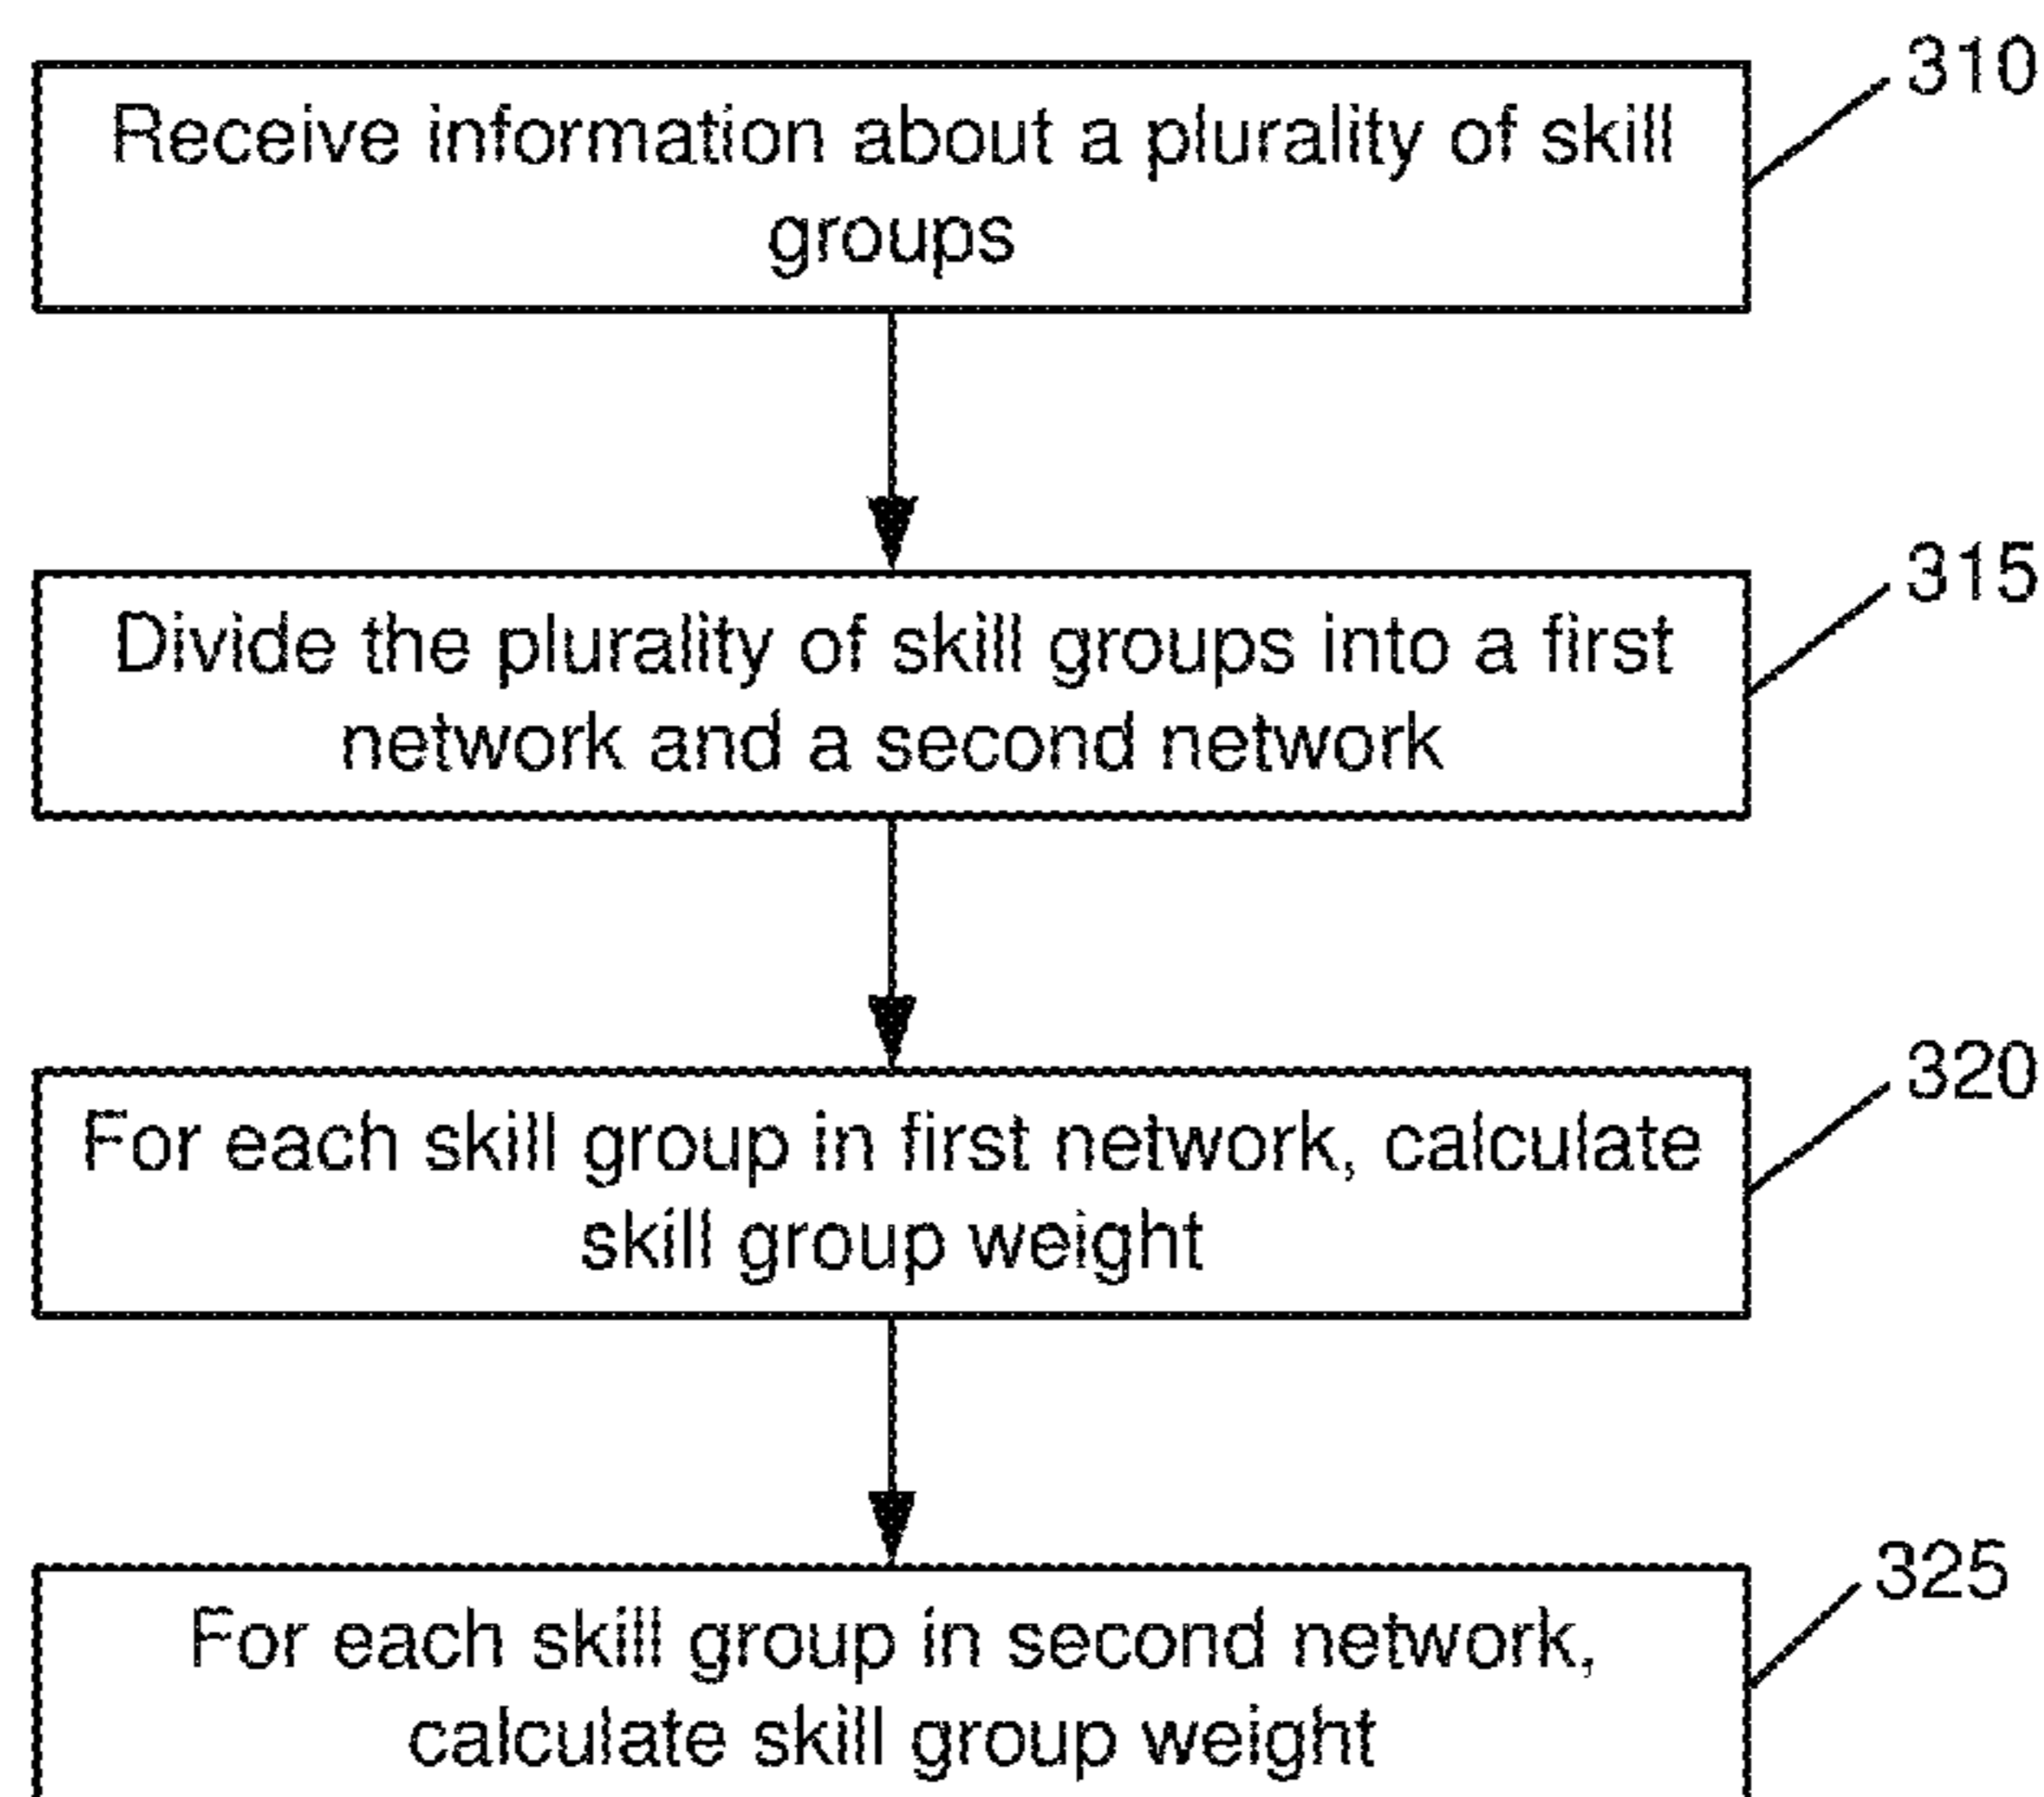 310
Receive information about a plurality of skill
groups
315
Divide the plurality of skill groups into a first
network and a second network
320
For each skill group in first network, calculate
skill group weight
325
For each skill group in second network,
calculate skill group weight